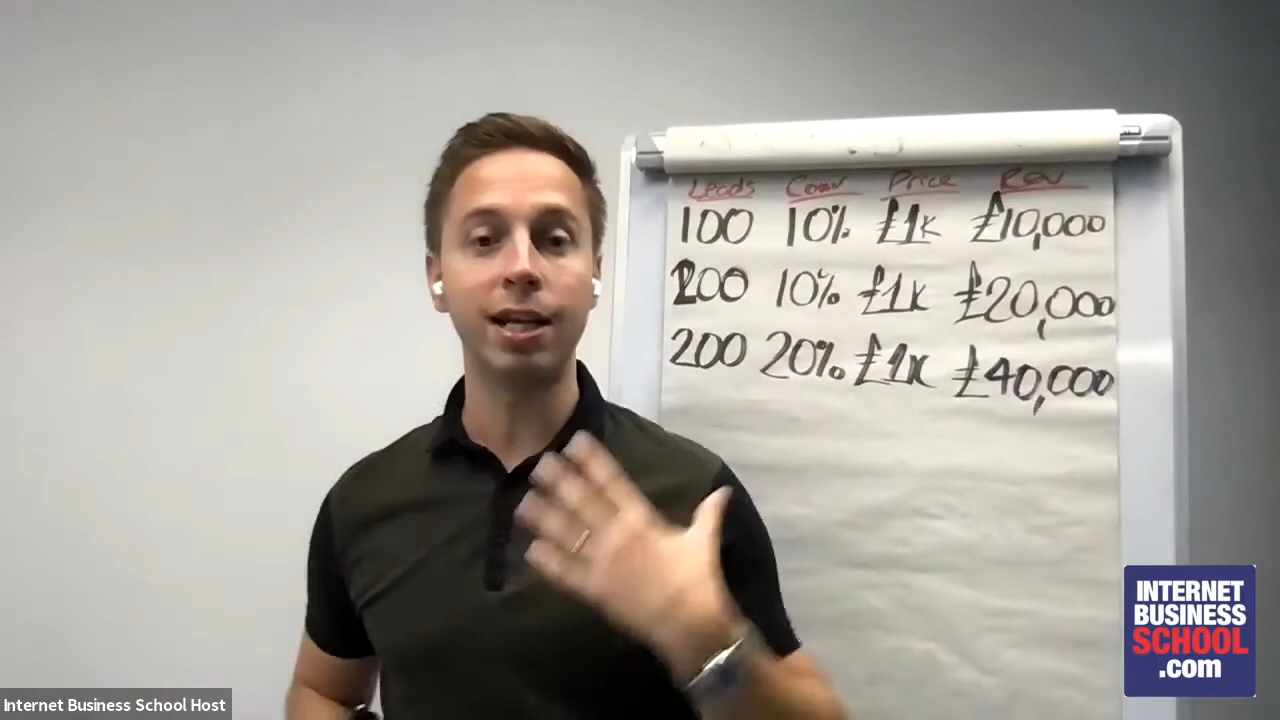 Leads Conv Price Rev
100 10% £1k £10,000
200 10% £1k £20,000
200 20% £1k £40,000
INTERNET
BUSINESS
SCHOOL
.com
Internet Business School Host